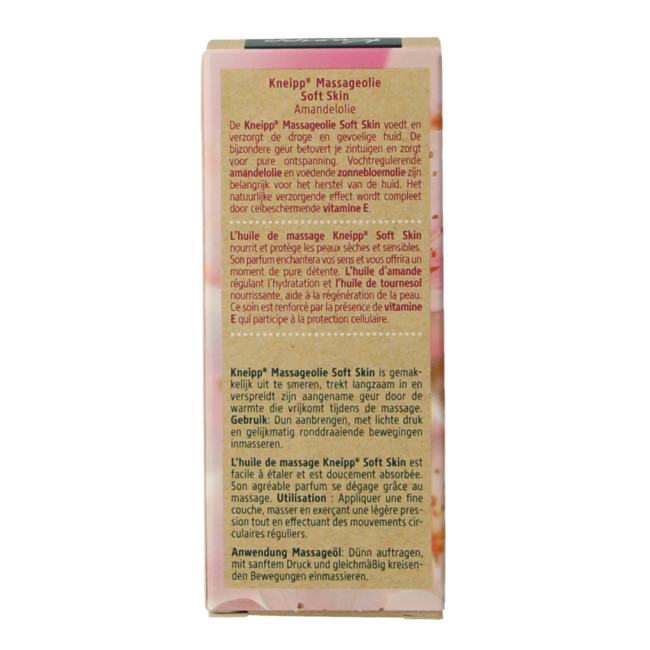 Kneipp
Kneipp® Massageolie
Soft Skin
Amandelolie
De Kneipp® Massageolie Soft Skin voedt en
verzorgt de droge en gevoelige huid. De
bijzondere geur betovert je zintuigen en zorgt
voor pure ontspanning. Vochtregulerende
amandelolie en voedende zonnebloemolie zijn
belangrijk voor het herstel van de huid. Het
natuurlijke verzorgende effect wordt compleet
door celbeschermende vitamine E.
L'huile de massage Kneipp® Soft Skin
nourrit et protège les peaux sèches et sensibles.
Son parfum enchantera vos sens et vous offrira un
moment de pure détente. L'huile d'amande
régulant l'hydratation et l'huile de tournesol
nourrissante, aide à la régénération de la peau.
Ce soin est renforcé par la présence de vitamine
E qui participe à la protection cellulaire.
Kneipp® Massageolie Soft Skin is gemak-
kelijk uit te smeren, trekt langzaam in en
verspreidt zijn aangename geur door de
warmte die vrijkomt tijdens de massage.
Gebruik: Dun aanbrengen, met lichte druk
en gelijkmatig ronddraaiende bewegingen
inmasseren.
L'huile de massage Kneipp® Soft Skin est
facile à étaler et est doucement absorbée.
Son agréable parfum se dégage grâce au
massage. Utilisation : Appliquer une fine
couche, masser en exerçant une légère pres-
sion tout en effectuant des mouvements cir-
culaires réguliers.
Anwendung Massageöl: Dünn auftragen,
mit sanftem Druck und gleichmäßig kreisen-
den Bewegungen einmassieren.